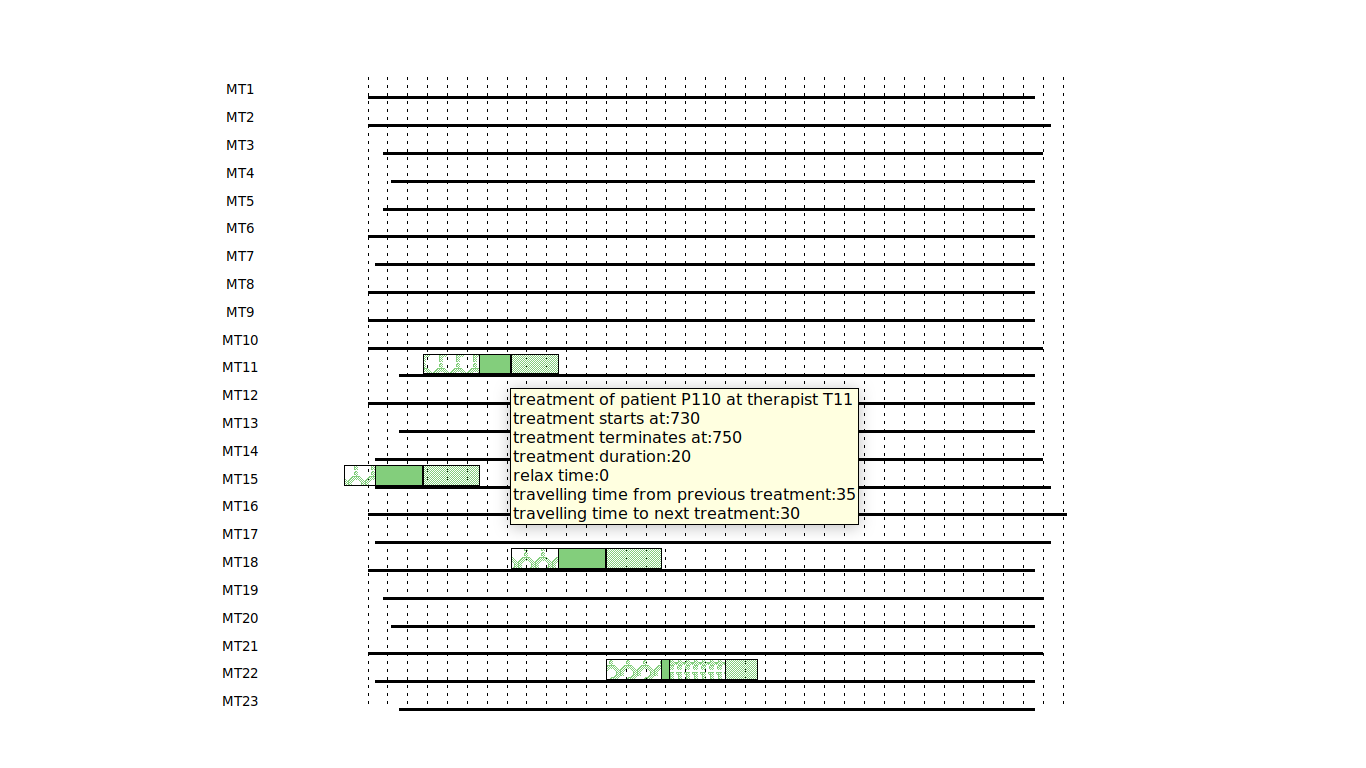 MT1
MT2
MT3
MT4
MT5
MT6
MT7
MT8
MT9
MT10
MT11
MT12
MT13
MT14
MT15
MT16
MT17
MT18
MT19
MT20
MT21
MT22
MT23
treatment of patient P110 at therapist T11
treatment starts at:730
treatment terminates at:750
treatment duration:20
relax time:0
travelling time from previous treatment:35
travelling time to next treatment:30